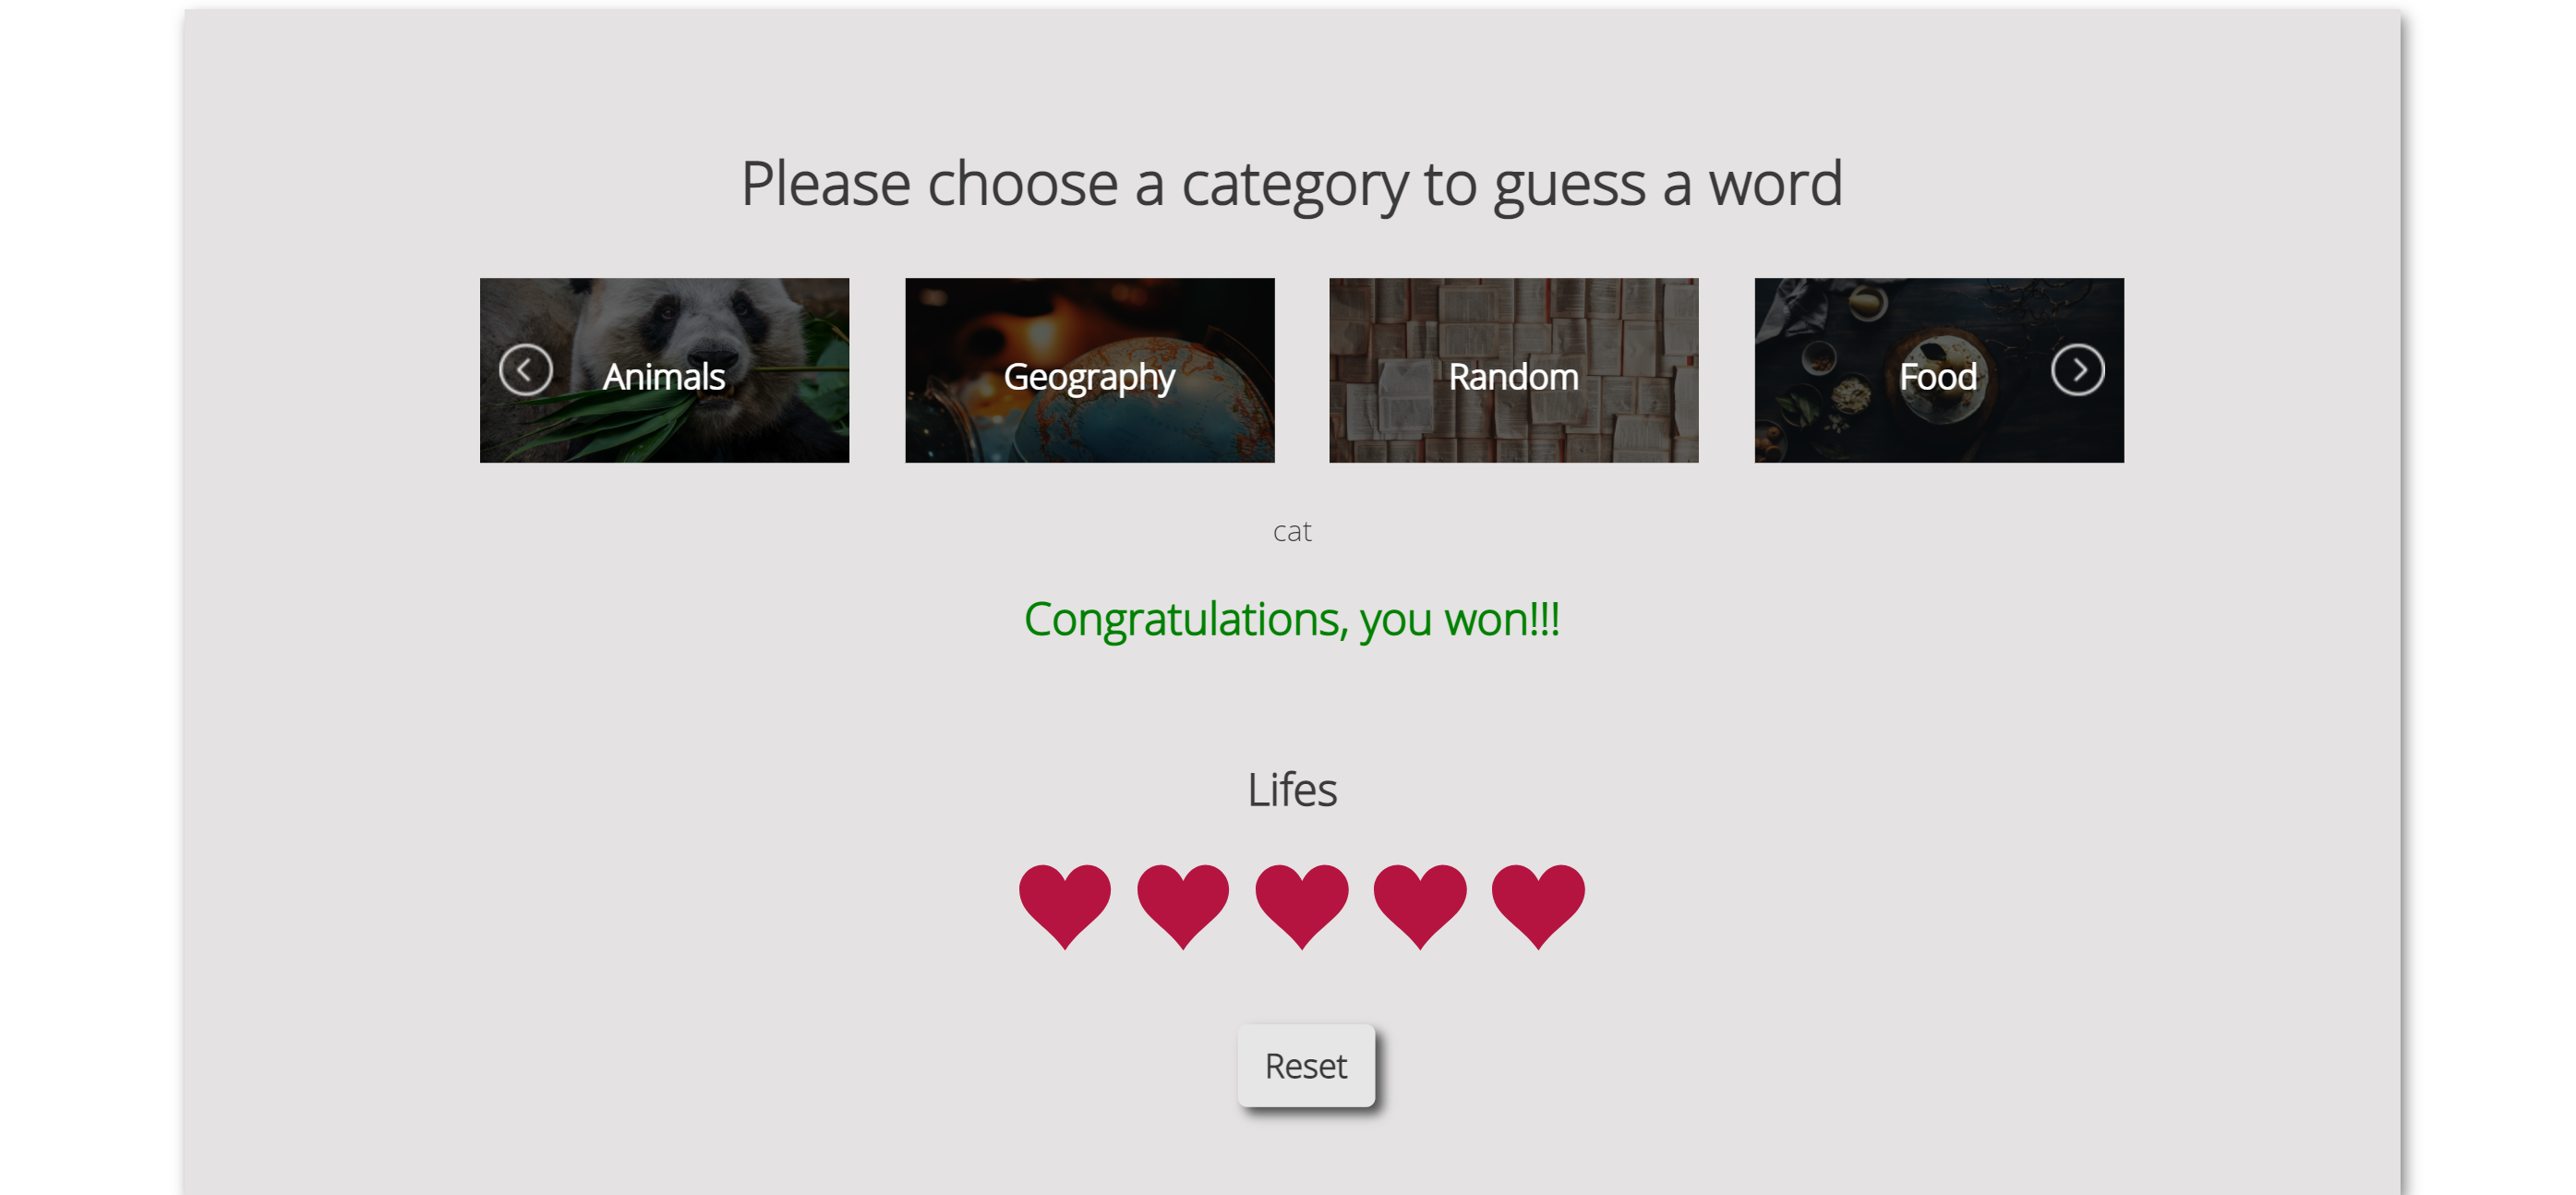 Please choose a category to guess a word
Animals
Geography
Random
Food
cat
Congratulations, you won!!!
Lifes
Reset